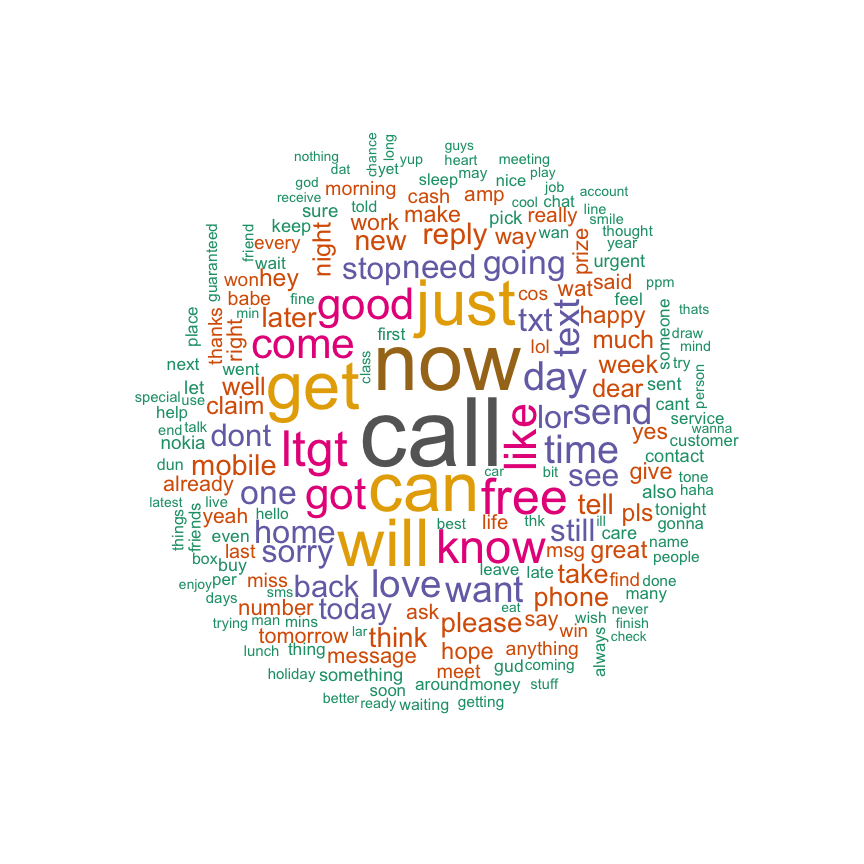 chance
long
guys
nothing
dat
yet
yup
heart
meeting
god
sleep
may
nice
play
job
account
receive
morning
cash
amp
cool
chat
line
smile
sure
told
keep
work
make
pick
really
thought
year
guaranteed
friend
every
night
new
reply
way
wan
prize
urgent
wait
stop
need
going
won
hey
cos
wat
said
ppm
babe
fine
good
just
feel
someone
thats
place
min
later
first
txt
text
happy
draw
thanks
right
come
now
lol
much
mind
next
went
class
get
day
week
try
person
let
well
dear
sent
special
use
claim
call
like
lor
send
cant
wanna
help
service
end
talk
dont
ltgt
time
yes
customer
nokia
dun
mobile
car
bit
see
give
contact
tone
already
one
got
can
free
tell
also
haha
latest
live
things
friends
yeah
hello
best
thk
still
ill
pls
tonight
gonna
even
home
will
know
life
care
name
box
last
sorry
msg
great
people
buy
enjoy
per
miss
sms
back
love
want
leave
late
take
find
done
days
number
today
ask
eat
phone
many
never
trying
man
mins
lar
please
say
wish
finish
tomorrow
think
win
check
lunch
thing
message
hope
anything
always
holiday
something
meet
gud
coming
soon
around
money
stuff
better
ready
waiting
getting